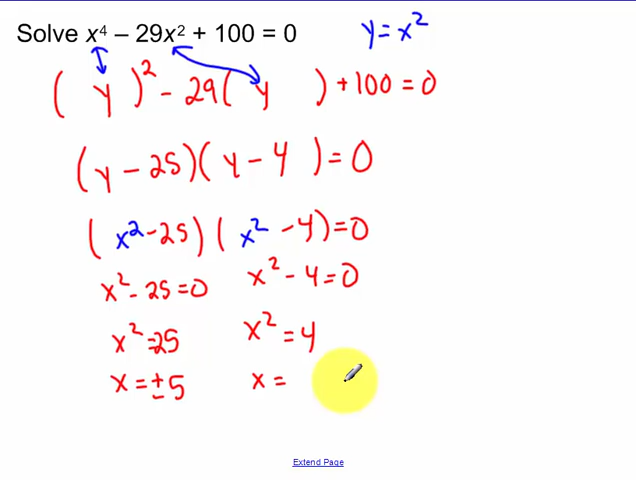 Solve x⁴ – 29x² + 100 = 0 y = x²
( y )² - 29( y ) + 100 = 0
(y - 25)(y - 4) = 0
(x² - 25)(x² - 4) = 0
x² - 25 = 0 x² - 4 = 0
x² = 25 x² = 4
x = ±5 x =
Extend Page